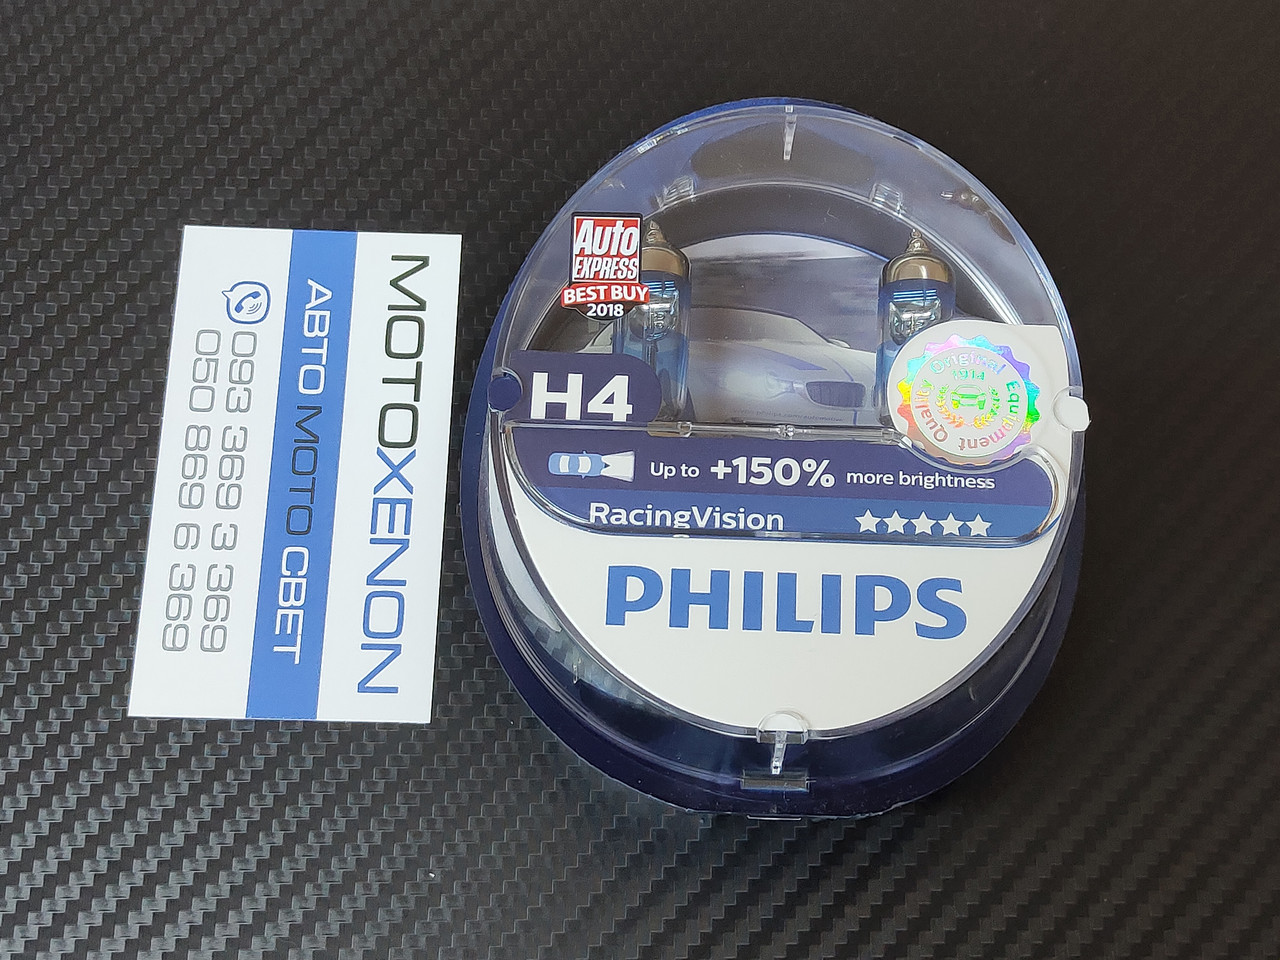 MOTOXENON
АВТО МОТО СВЕТ
093 369 3 369
050 869 6 369
Auto
EXPRESS
BEST BUY
2018
H4
Original
Equipment
Quality
1914
Up to +150% more brightness
RacingVision
PHILIPS